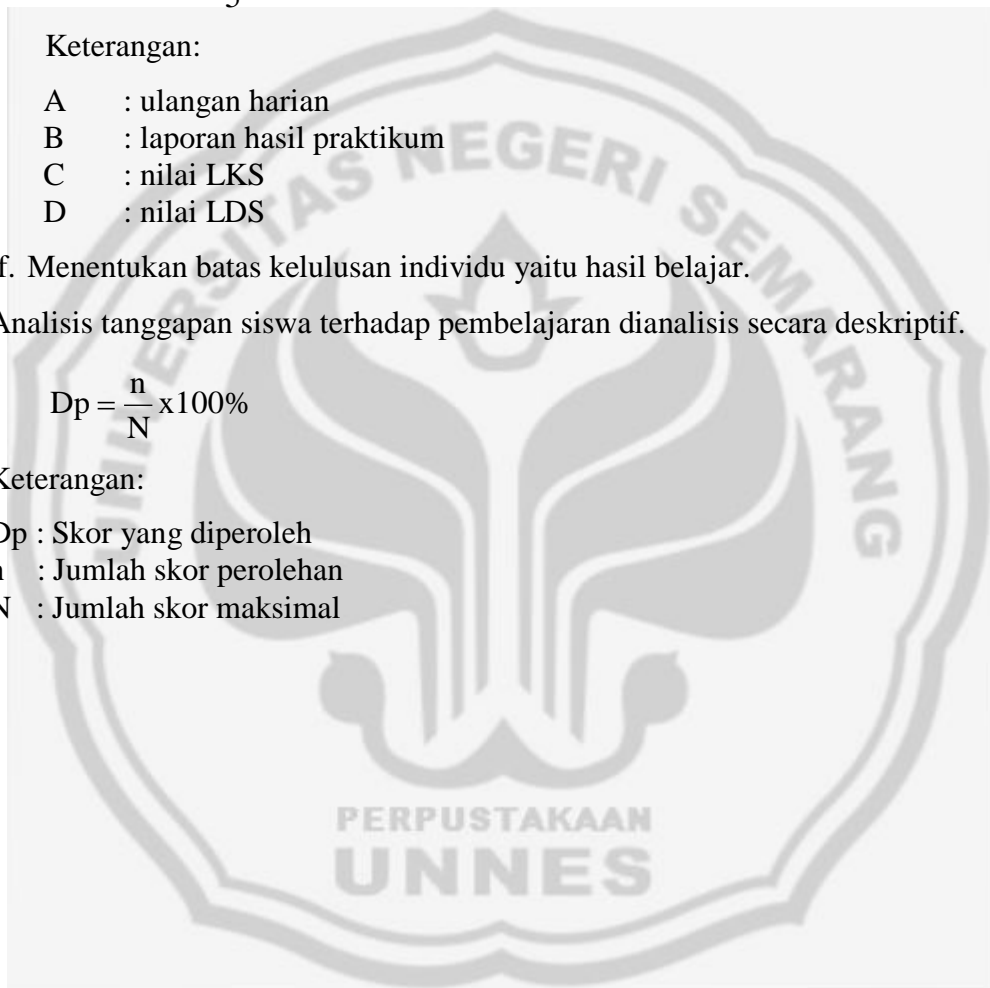 Keterangan:
A : ulangan harian
B : laporan hasil praktikum
C : nilai LKS
D : nilai LDS
f. Menentukan batas kelulusan individu yaitu hasil belajar.
Analisis tanggapan siswa terhadap pembelajaran dianalisis secara deskriptif.
Dp = n/N x100%
Keterangan:
Dp : Skor yang diperoleh
n : Jumlah skor perolehan
N : Jumlah skor maksimal
UNIVERSITAS NEGERI SEMARANG
PERPUSTAKAAN
UNNES